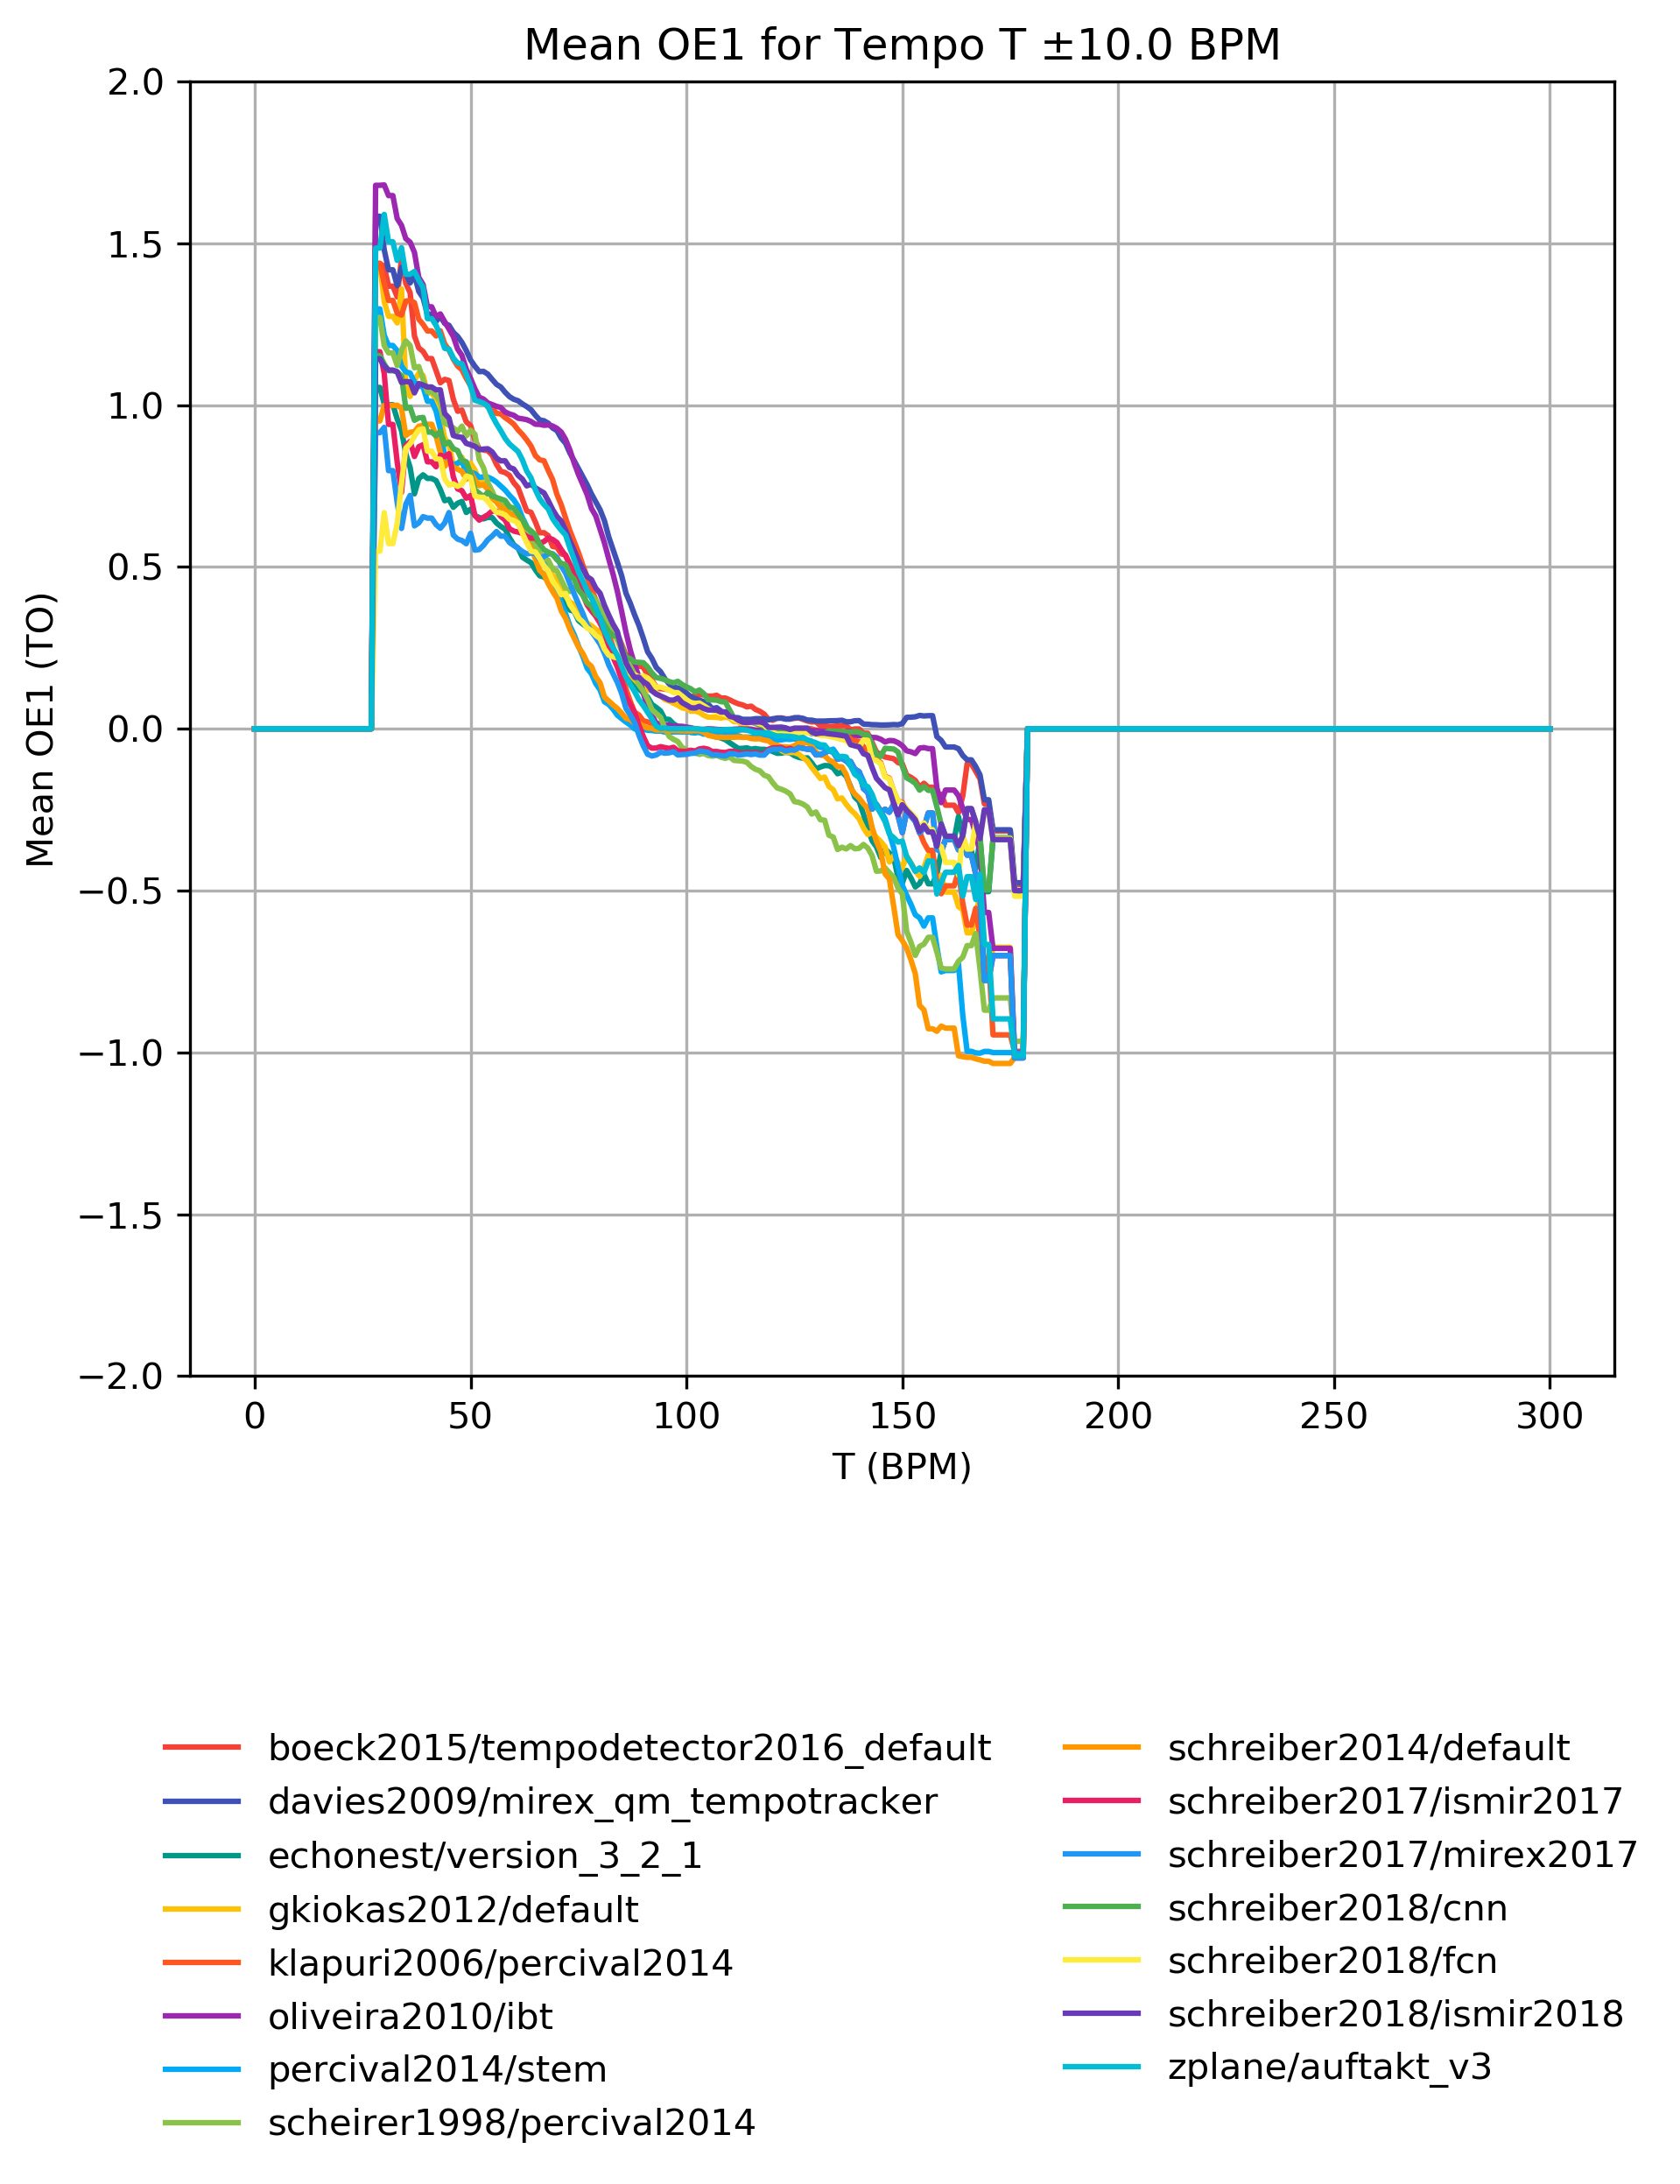 Mean OE1 for Tempo T ±10.0 BPM
2.0
1.5
1.0
0.5
0.0
−0.5
−1.0
−1.5
−2.0
Mean OE1 (TO)
0 50 100 150 200 250 300
T (BPM)
boeck2015/tempodetector2016_default
davies2009/mirex_qm_tempotracker
echonest/version_3_2_1
gkiokas2012/default
klapuri2006/percival2014
oliveira2010/ibt
percival2014/stem
scheirer1998/percival2014
schreiber2014/default
schreiber2017/ismir2017
schreiber2017/mirex2017
schreiber2018/cnn
schreiber2018/fcn
schreiber2018/ismir2018
zplane/auftakt_v3